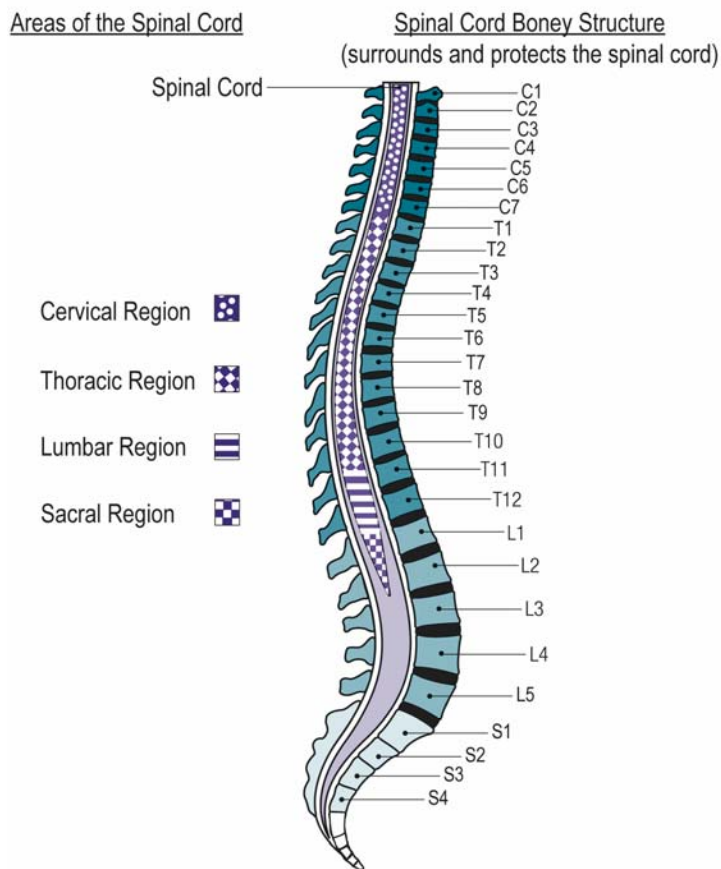 Areas of the Spinal Cord
Spinal Cord Boney Structure
(surrounds and protects the spinal cord)
Spinal Cord
C1
C2
C3
C4
C5
C6
C7
T1
T2
T3
T4
T5
T6
T7
T8
T9
T10
T11
T12
L1
L2
L3
L4
L5
S1
S2
S3
S4
Cervical Region
Thoracic Region
Lumbar Region
Sacral Region